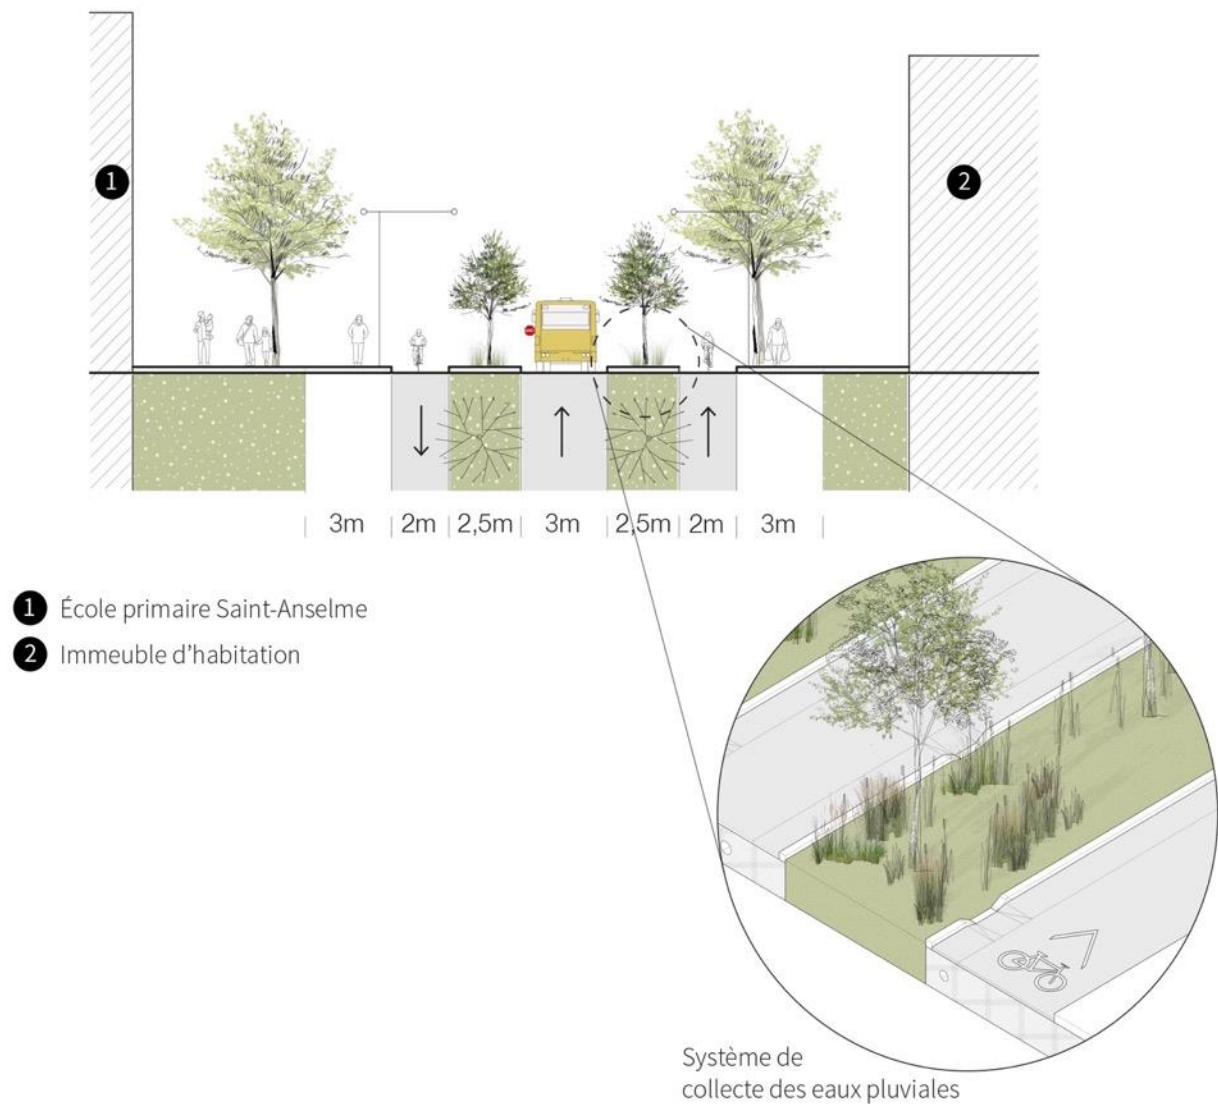 1
2
3m 2m 2,5m 3m 2,5m 2m 3m
1 École primaire Saint-Anselme
2 Immeuble d'habitation
Système de
collecte des eaux pluviales